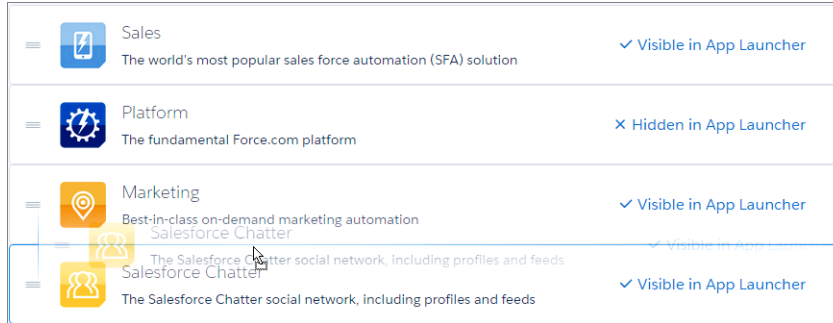 Sales
The world's most popular sales force automation (SFA) solution
Visible in App Launcher
Platform
The fundamental Force.com platform
Hidden in App Launcher
Marketing
Best-in-class on-demand marketing automation
Visible in App Launcher
Salesforce Chatter
Visible in App
The Salesforce Chatter social network, including profiles and feeds
Salesforce Chatter
The Salesforce Chatter social network, including profiles and feeds
Visible in App Launcher